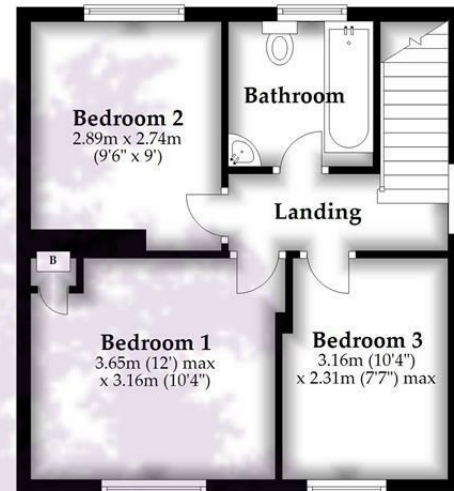 Bedroom 2
2.89m x 2.74m
(9'6" x 9')
Bathroom
Landing
B
Bedroom 1
3.65m (12') max
x 3.16m (10'4")
Bedroom 3
3.16m (10'4")
x 2.31m (7'7") max